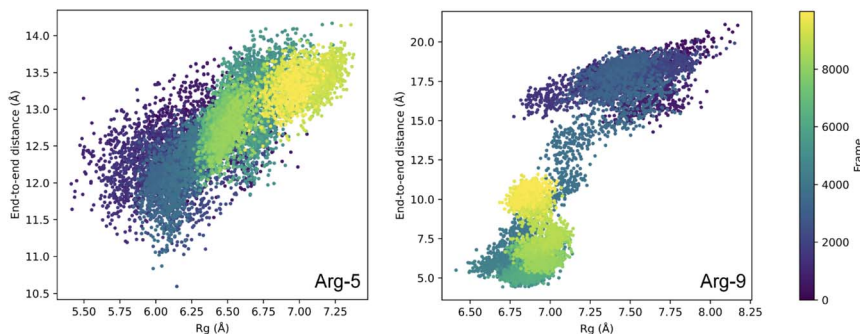 End-to-end distance (Å)
14.0
13.5
13.0
12.5
12.0
11.5
11.0
10.5
5.50 5.75 6.00 6.25 6.50 6.75 7.00 7.25
Rg (Å)
Arg-5
End-to-end distance (Å)
20.0
17.5
15.0
12.5
10.0
7.5
5.0
6.50 6.75 7.00 7.25 7.50 7.75 8.00 8.25
Rg (Å)
Arg-9
8000
6000
4000
2000
0
Frame